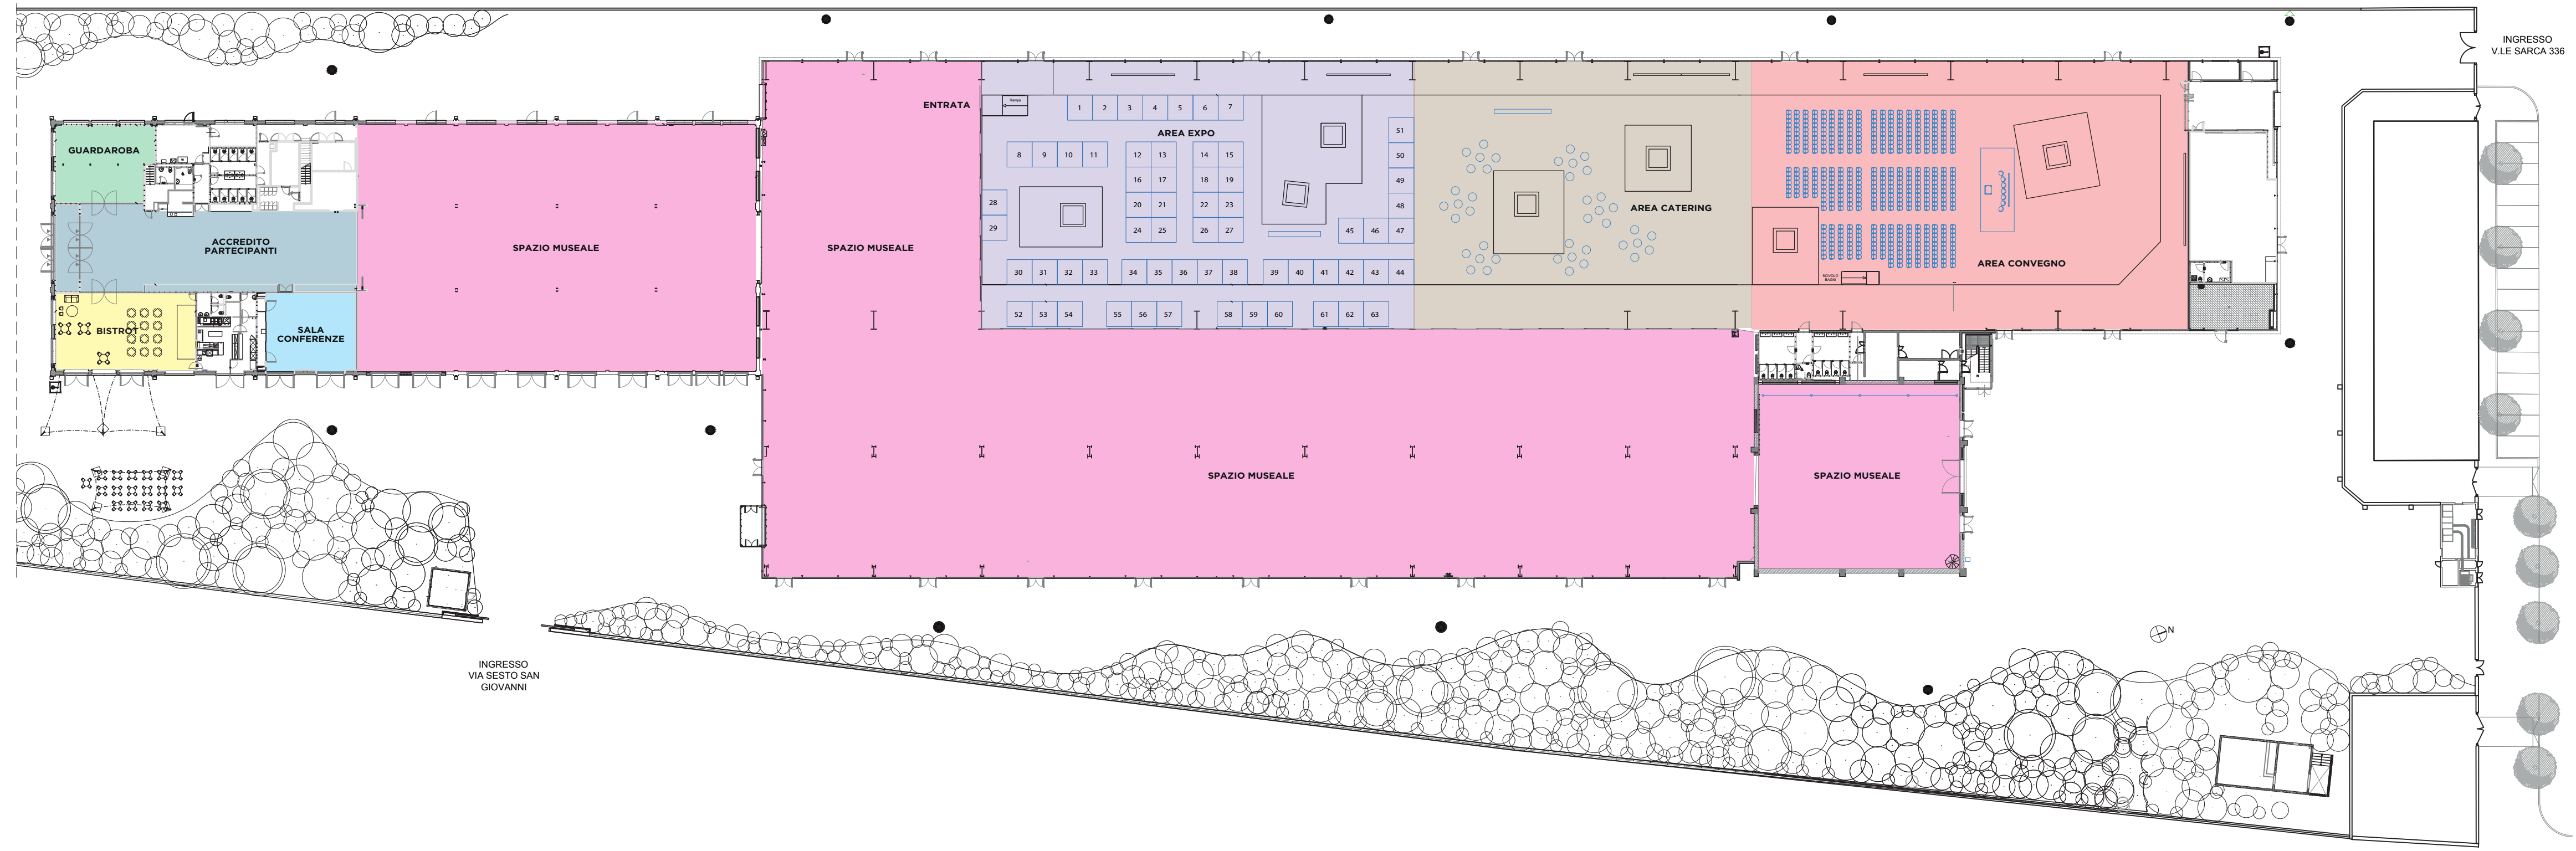 INGRESSO
V.LE SARCA 336
ENTRATA
Rampa
1 2 3 4 5 6 7
AREA EXPO
51
GUARDAROBA
8 9 10 11 12 13 14 15 50
16 17 18 19 49
28 20 21 22 23 48
AREA CATERING
29 24 25 26 27 45 46 47
ACCREDITO
PARTECIPANTI
SPAZIO MUSEALE
SPAZIO MUSEALE
AREA CONVEGNO
30 31 32 33 34 35 36 37 38 39 40 41 42 43 44
SCIVOLO
BAGNI
52 53 54 55 56 57 58 59 60 61 62 63
BISTROT
SALA
CONFERENZE
SPAZIO MUSEALE
SPAZIO MUSEALE
N
INGRESSO
VIA SESTO SAN
GIOVANNI